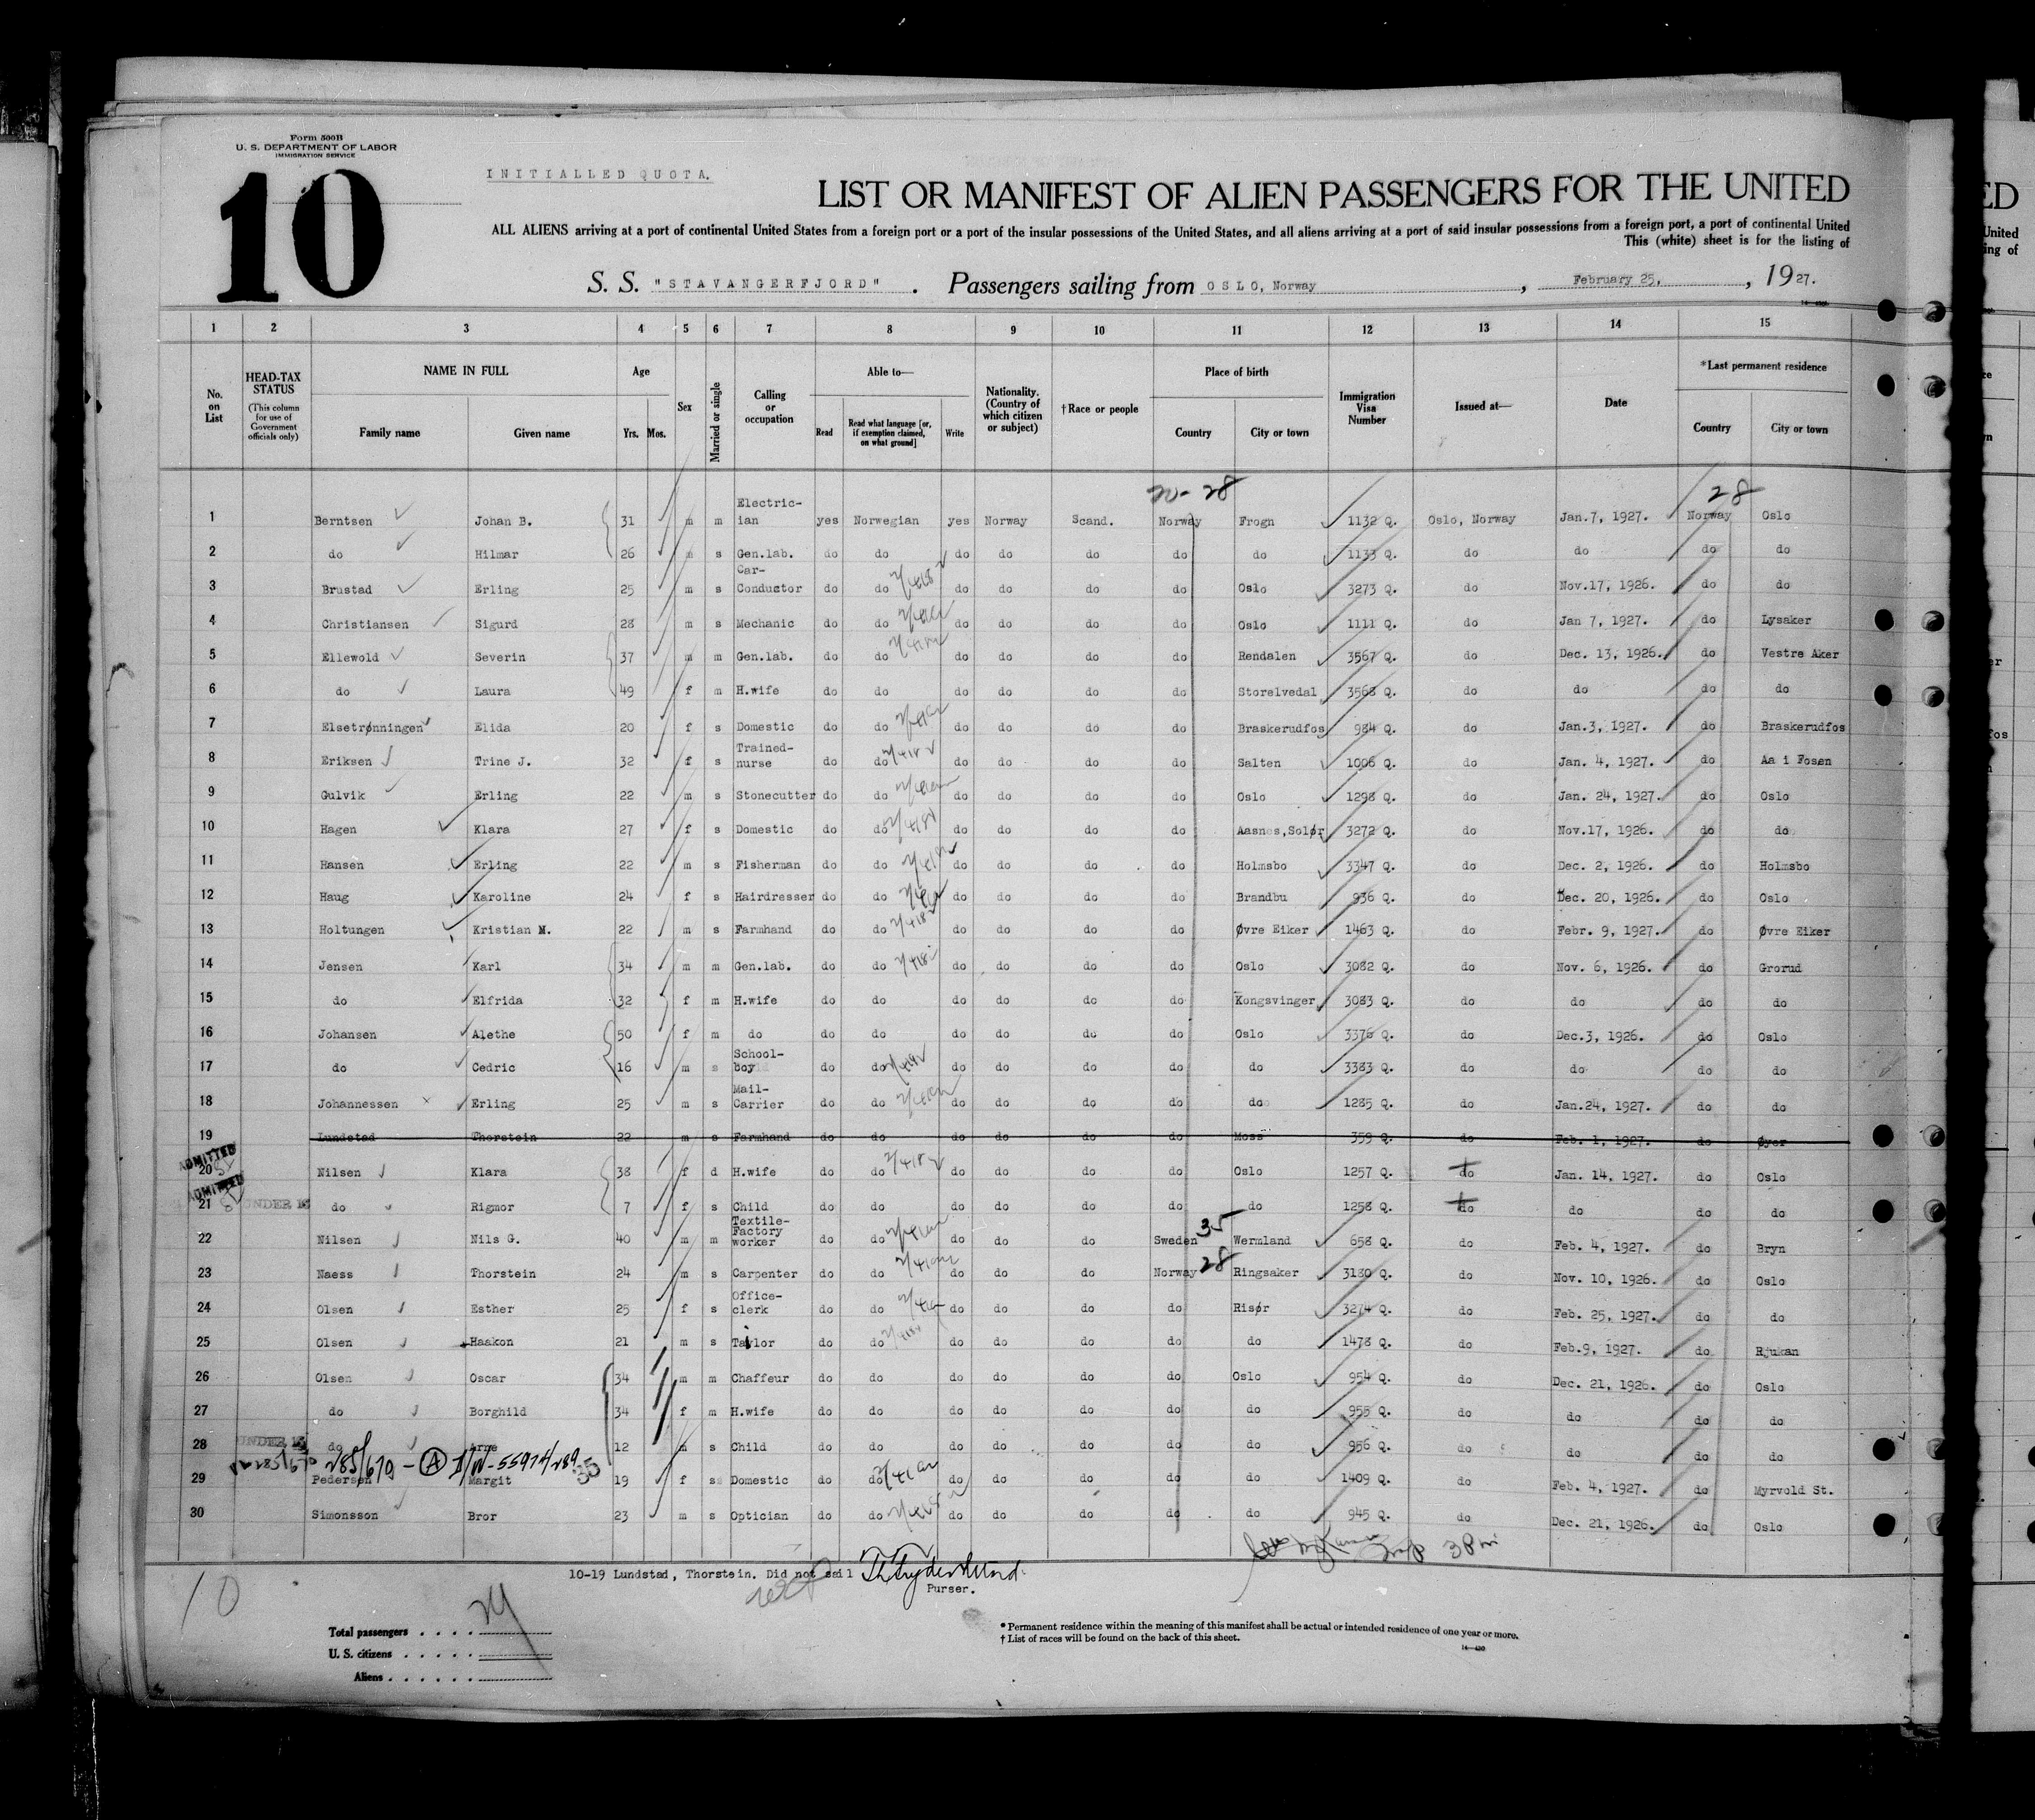 Form 500B
U. S. DEPARTMENT OF LABOR
IMMIGRATION SERVICE
10
INITIALLED QUOTA.
LIST OR MANIFEST OF ALIEN PASSENGERS FOR THE UNITED
ALL ALIENS arriving at a port of continental United States from a foreign port or a port of the insular possessions of the United States, and all aliens arriving at a port of said insular possessions from a foreign port, a port of continental United
This (white) sheet is for the listing of
S. S. "STAVANGERFJORD" . Passengers sailing from OSLO, Norway , February 25, , 1927.
1 2 3 4 5 6 7 8 9 10 11 12 13 14 15
No. on List HEAD-TAX STATUS (This column for use of Government officials only) NAME IN FULL Family name Given name Age Yrs. Mos. Sex Married or single Calling or occupation Able to— Read Read what language [or, if exemption claimed, on what ground] Write Nationality. (Country of which citizen or subject) †Race or people Place of birth Country City or town Immigration Visa Number Issued at— Date *Last permanent residence Country City or town
20-28 28
1 Berntsen Johan B. 31 m m Electric-ian yes Norwegian yes Norway Scand. Norway Frogn 1132 Q. Oslo, Norway Jan.7, 1927. Norway Oslo
2 do Hilmar 26 m s Gen.lab. do do do do do do do 1133 Q. do do do do
3 Brustad Erling 25 m s Car-Conductor do do do do do do Oslo 3273 Q. do Nov.17, 1926. do do
4 Christiansen Sigurd 28 m s Mechanic do do do do do do Oslo 1111 Q. do Jan 7, 1927. do Lysaker
5 Ellewold Severin 37 m m Gen.lab. do do do do do do Rendalen 3567 Q. do Dec. 13, 1926. do Vestre Aker
6 do Laura 49 f m H.wife do do do do do do Storelvedal 3568 Q. do do do do
7 Elsetrønningen Elida 20 f s Domestic do do do do do do Braskerudfos 984 Q. do Jan.3, 1927. do Braskerudfos
8 Eriksen Trine J. 32 f s Trained-nurse do do do do do do Salten 1006 Q. do Jan. 4, 1927. do Aa i Fosen
9 Gulvik Erling 22 m s Stonecutter do do do do do do Oslo 1298 Q. do Jan. 24, 1927. do Oslo
10 Hagen Klara 27 f s Domestic do do do do do do Aasnes,Solør 3272 Q. do Nov.17, 1926. do do
11 Hansen Erling 22 m s Fisherman do do do do do do Holmsbo 3347 Q. do Dec. 2, 1926. do Holmsbo
12 Haug Karoline 24 f s Hairdresser do do do do do do Brandbu 936 Q. do Dec. 20, 1926. do Oslo
13 Holtungen Kristian M. 22 m s Farmhand do do do do do do Øvre Eiker 1463 Q. do Febr. 9, 1927. do Øvre Eiker
14 Jensen Karl 34 m m Gen.lab. do do do do do do Oslo 3082 Q. do Nov. 6, 1926. do Grorud
15 do Elfrida 32 f m H.wife do do do do do do Kongsvinger 3083 Q. do do do do
16 Johansen Alethe 50 f m do do do do do do do Oslo 3376 Q. do Dec.3, 1926. do Oslo
17 do Cedric 16 m s School-boy do do do do do do do 3383 Q. do do do do
18 Johannessen Erling 25 m s Mail-Carrier do do do do do do do 1285 Q. do Jan.24, 1927. do do
19 Lundstad Thorstein 22 m s Farmhand do do do do do do Moss 359 Q. do Feb. 1, 1927. do Øyer
ADMITTED
20 Nilsen Klara 38 f d H.wife do do do do do do Oslo 1257 Q. do Jan. 14, 1927. do Oslo
ADMITTED
21 UNDER 16 do Rigmor 7 f s Child do do do do do do do 1258 Q. do do do do
22 Nilsen Nils G. 40 m m Textile-Factory worker do do do do do Sweden 35 Wermland 658 Q. do Feb. 4, 1927. do Bryn
23 Naess Thorstein 24 m s Carpenter do do do do do Norway 28 Ringsaker 3180 Q. do Nov. 10, 1926. do Oslo
24 Olsen Esther 25 f s Office-clerk do do do do do do Risør 3274 Q. do Feb. 25, 1927. do do
25 Olsen Haakon 21 m s Tailor do do do do do do do 1478 Q. do Feb.9, 1927. do Rjukan
26 Olsen Oscar 34 m m Chaffeur do do do do do do Oslo 954 Q. do Dec. 21, 1926. do Oslo
27 do Borghild 34 f m H.wife do do do do do do do 955 Q. do do do do
28 UNDER 16 do Arne 12 m s Child do do do do do do do 956 Q. do do do do
285/670 - A
29 Pedersen Margit 19 f s Domestic do do do do do do do 1409 Q. do Feb. 4, 1927. do Myrvold St.
30 Simonsson Bror 23 m s Optician do do do do do do do 945 Q. do Dec. 21, 1926. do Oslo
10-19 Lundstad, Thorstein. Did not sail
Purser.
10
Total passengers . . . .
U. S. citizens . . . . .
Aliens . . . . . .
* Permanent residence within the meaning of this manifest shall be actual or intended residence of one year or more.
† List of races will be found on the back of this sheet.